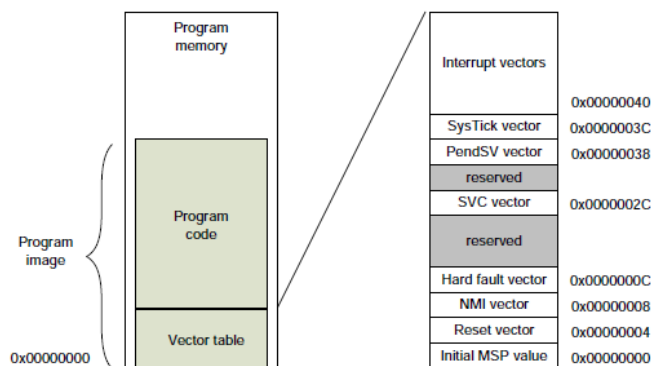 Program
memory
Program
code
Program
image
Vector table
0x00000000
Interrupt vectors
0x00000040
SysTick vector 0x0000003C
PendSV vector 0x00000038
reserved
SVC vector 0x0000002C
reserved
Hard fault vector 0x0000000C
NMI vector 0x00000008
Reset vector 0x00000004
Initial MSP value 0x00000000